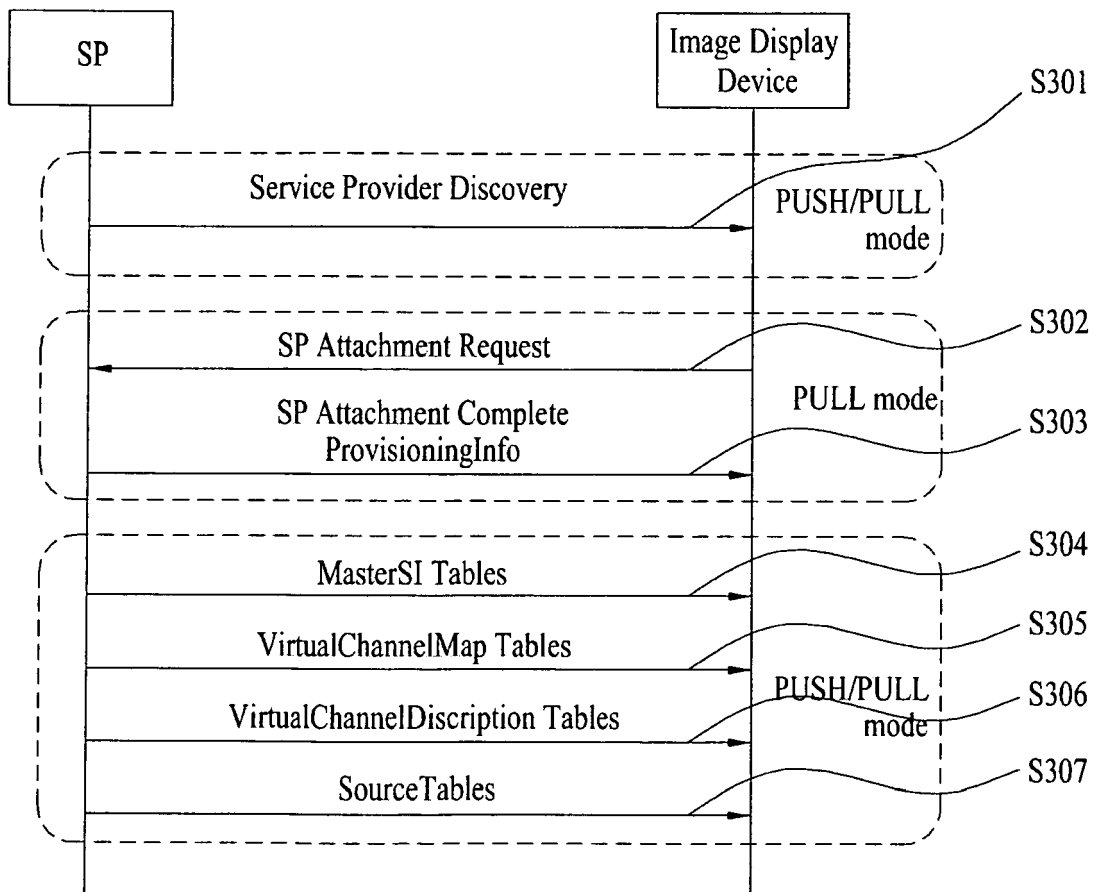 SP
Image Display
Device
S301
Service Provider Discovery
PUSH/PULL
mode
S302
SP Attachment Request
PULL mode
SP Attachment Complete
ProvisioningInfo
S303
S304
MasterSI Tables
S305
VirtualChannelMap Tables
PUSH/PULL
mode
S306
VirtualChannelDiscription Tables
S307
SourceTables